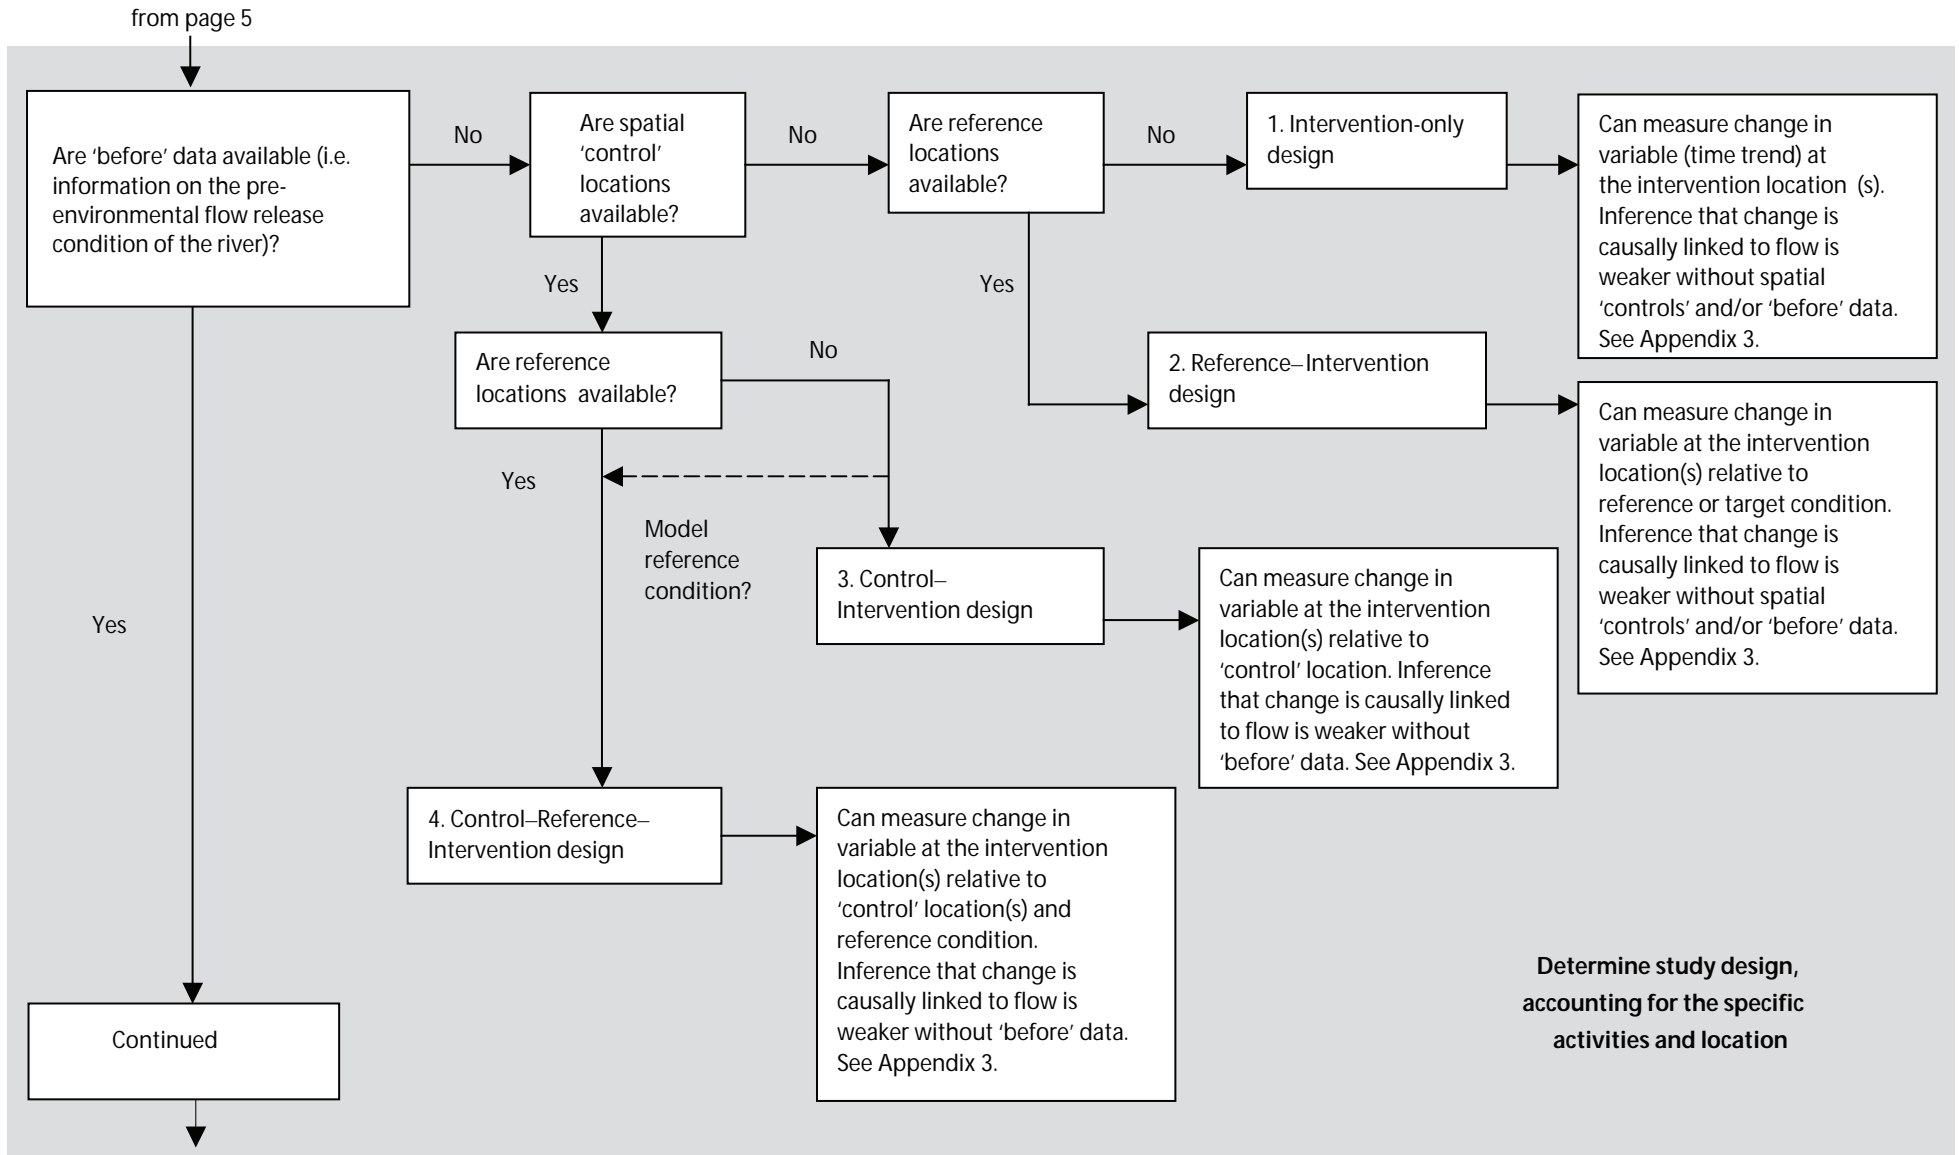 from page 5
Are ‘before’ data available (i.e.
information on the pre-
environmental flow release
condition of the river)?
No
Are spatial
‘control’
locations
available?
No
Are reference
locations
available?
No
1. Intervention-only
design
Can measure change in
variable (time trend) at
the intervention location (s).
Inference that change is
causally linked to flow is
weaker without spatial
‘controls’ and/or ‘before’ data.
See Appendix 3.
Yes
Yes
Are reference
locations available?
No
2. Reference–Intervention
design
Can measure change in
variable at the intervention
location(s) relative to
reference or target condition.
Inference that change is
causally linked to flow is
weaker without spatial
‘controls’ and/or ‘before’ data.
See Appendix 3.
Yes
Model
reference
condition?
3. Control–
Intervention design
Can measure change in
variable at the intervention
location(s) relative to
‘control’ location. Inference
that change is causally linked
to flow is weaker without
‘before’ data. See Appendix 3.
Yes
4. Control–Reference–
Intervention design
Can measure change in
variable at the intervention
location(s) relative to
‘control’ location(s) and
reference condition.
Inference that change is
causally linked to flow is
weaker without ‘before’ data.
See Appendix 3.
Determine study design,
accounting for the specific
activities and location
Continued